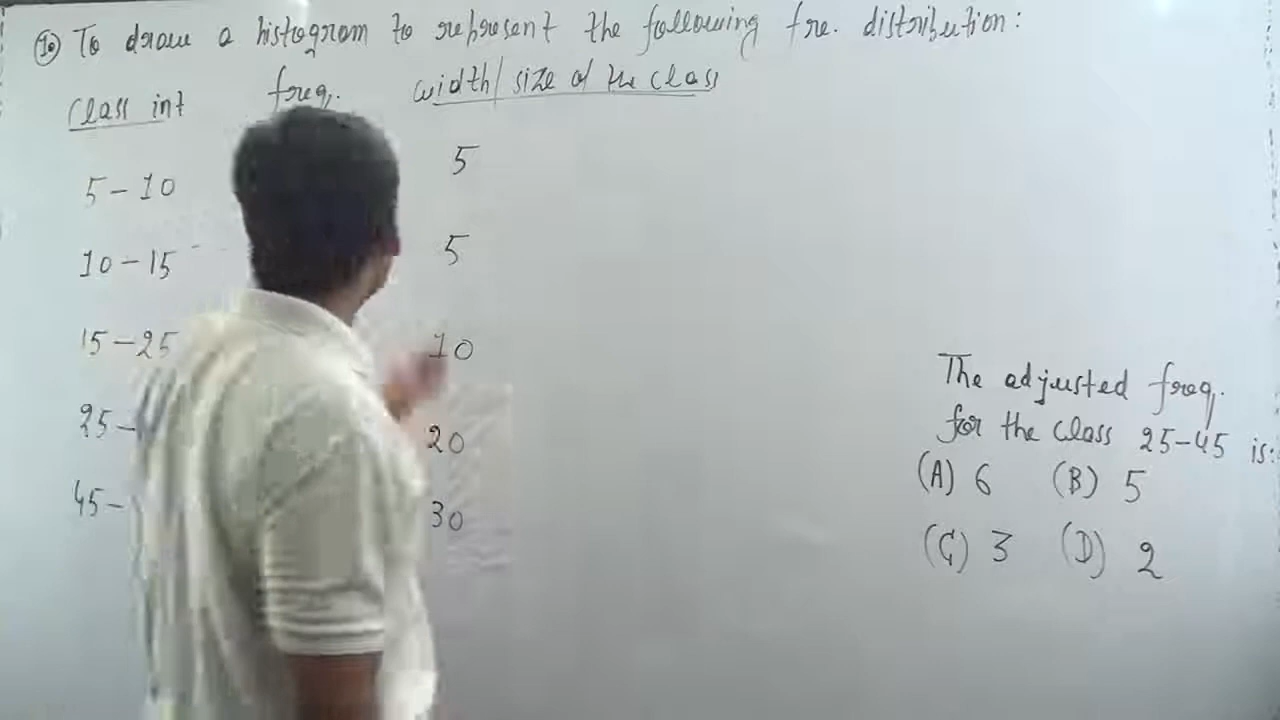 (10) To draw a histogram to represent the following fre. distribution:
Class int freq. width/size of the class
5-10 5
10-15 5
15-25 10
25- 20
45- 30
The adjusted freq.
for the class 25-45 is:
(A) 6 (B) 5
(C) 3 (D) 2